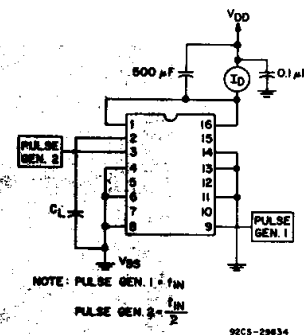 VDD
500 µF
ID
0.1 µF
1 16
2 15
3 14
4 13
5 12
6 11
7 10
8 9
PULSE
GEN. 2
CL
VSS
PULSE
GEN. 1
NOTE: PULSE GEN. 1 = fIN
PULSE GEN. 2 = fIN
2
92CS-29834